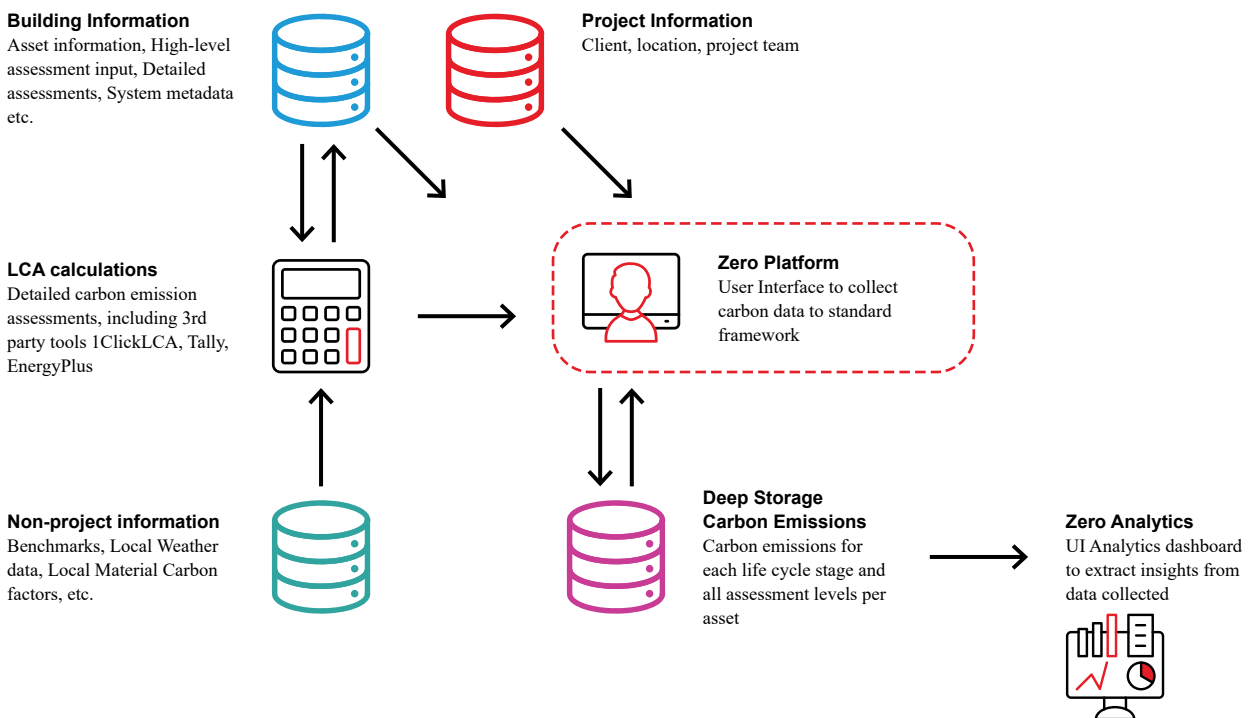 Building Information
Asset information, High-level
assessment input, Detailed
assessments, System metadata
etc.
Project Information
Client, location, project team
LCA calculations
Detailed carbon emission
assessments, including 3rd
party tools 1ClickLCA, Tally,
EnergyPlus
Zero Platform
User Interface to collect
carbon data to standard
framework
Non-project information
Benchmarks, Local Weather
data, Local Material Carbon
factors, etc.
Deep Storage
Carbon Emissions
Carbon emissions for
each life cycle stage and
all assessment levels per
asset
Zero Analytics
UI Analytics dashboard
to extract insights from
data collected